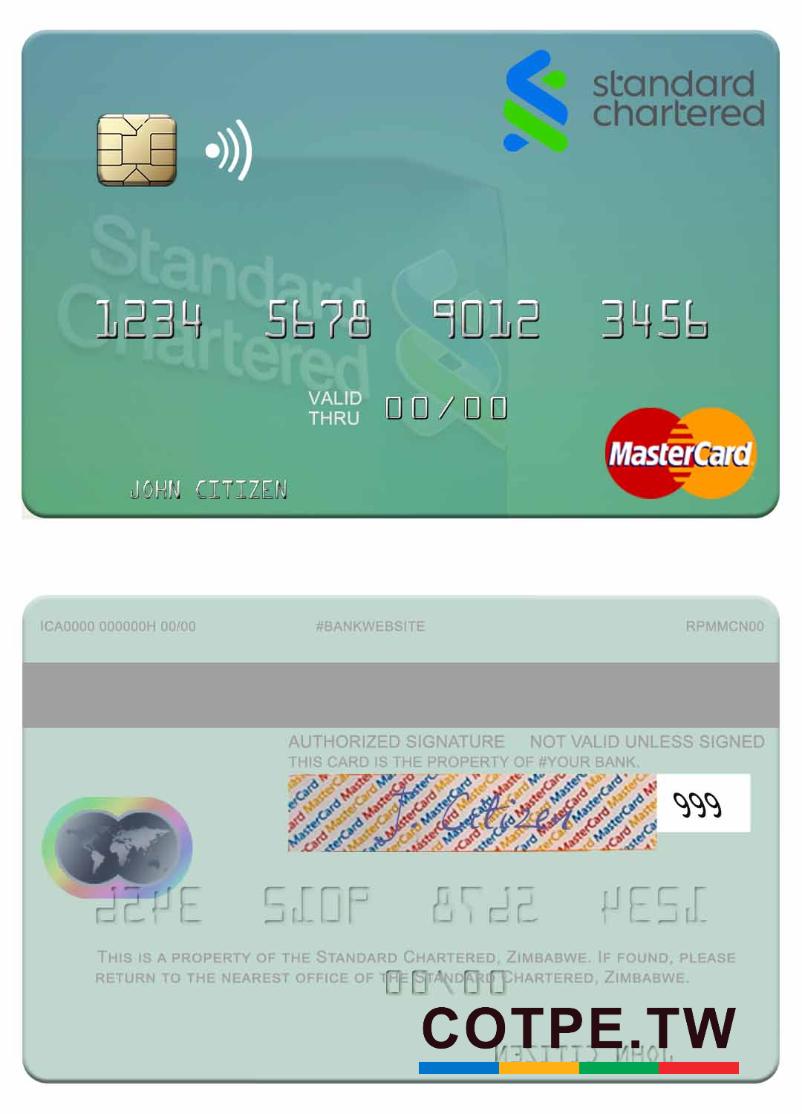 standard
chartered
Standard
Chartered
1234 5678 9012 3456
VALID
THRU 00/00
MasterCard
JOHN CITIZEN
ICA0000 000000H 00/00 #BANKWEBSITE RPMMCN00
AUTHORIZED SIGNATURE NOT VALID UNLESS SIGNED
THIS CARD IS THE PROPERTY OF #YOUR BANK.
J. Citizen
999
THIS IS A PROPERTY OF THE STANDARD CHARTERED, ZIMBABWE. IF FOUND, PLEASE
RETURN TO THE NEAREST OFFICE OF THE STANDARD CHARTERED, ZIMBABWE.
COTPE.TW